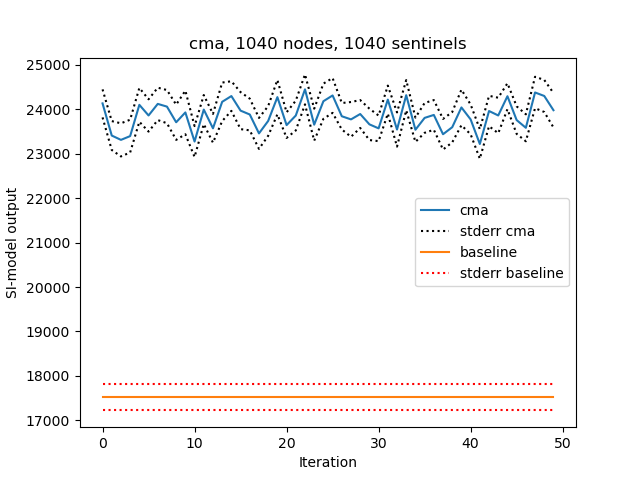 cma, 1040 nodes, 1040 sentinels
25000
24000
23000
22000
21000
20000
19000
18000
17000
SI-model output
cma
stderr cma
baseline
stderr baseline
0
10
20
30
40
50
Iteration